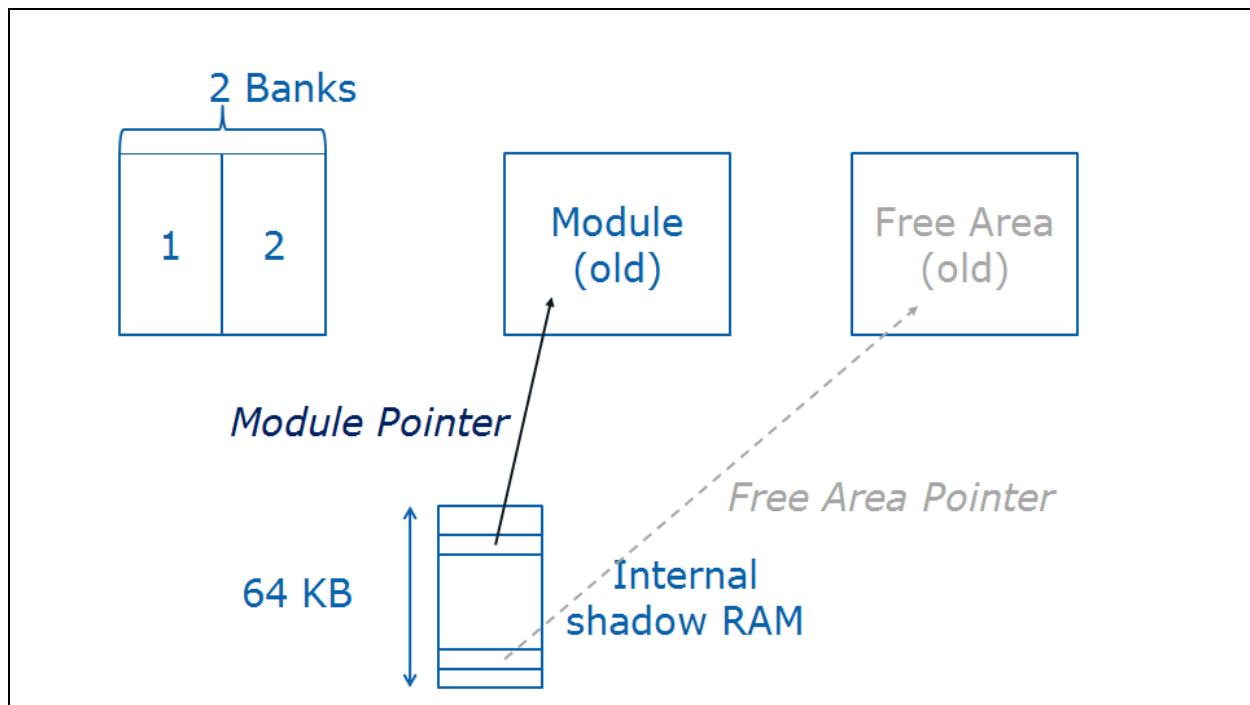 2 Banks
1
2
Module
(old)
Free Area
(old)
Module Pointer
Free Area Pointer
64 KB
Internal
shadow RAM